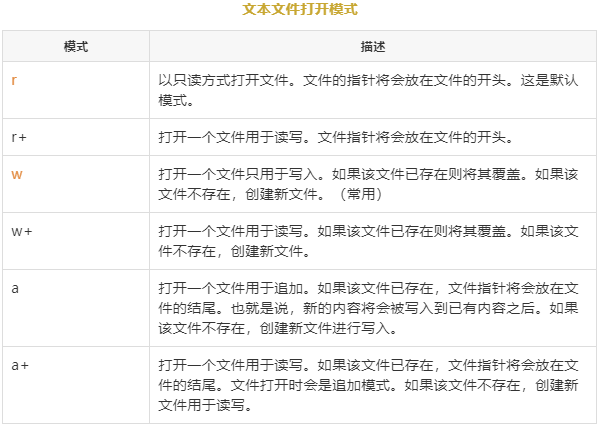 文本文件打开模式
模式 描述
r 以只读方式打开文件。文件的指针将会放在文件的开头。这是默认
模式。
r+ 打开一个文件用于读写。文件指针将会放在文件的开头。
w 打开一个文件只用于写入。如果该文件已存在则将其覆盖。如果该
文件不存在，创建新文件。（常用）
w+ 打开一个文件用于读写。如果该文件已存在则将其覆盖。如果该文
件不存在，创建新文件。
a 打开一个文件用于追加。如果该文件已存在，文件指针将会放在文
件的结尾。也就是说，新的内容将会被写入到已有内容之后。如果
该文件不存在，创建新文件进行写入。
a+ 打开一个文件用于读写。如果该文件已存在，文件指针将会放在文
件的结尾。文件打开时会是追加模式。如果该文件不存在，创建新
文件用于读写。